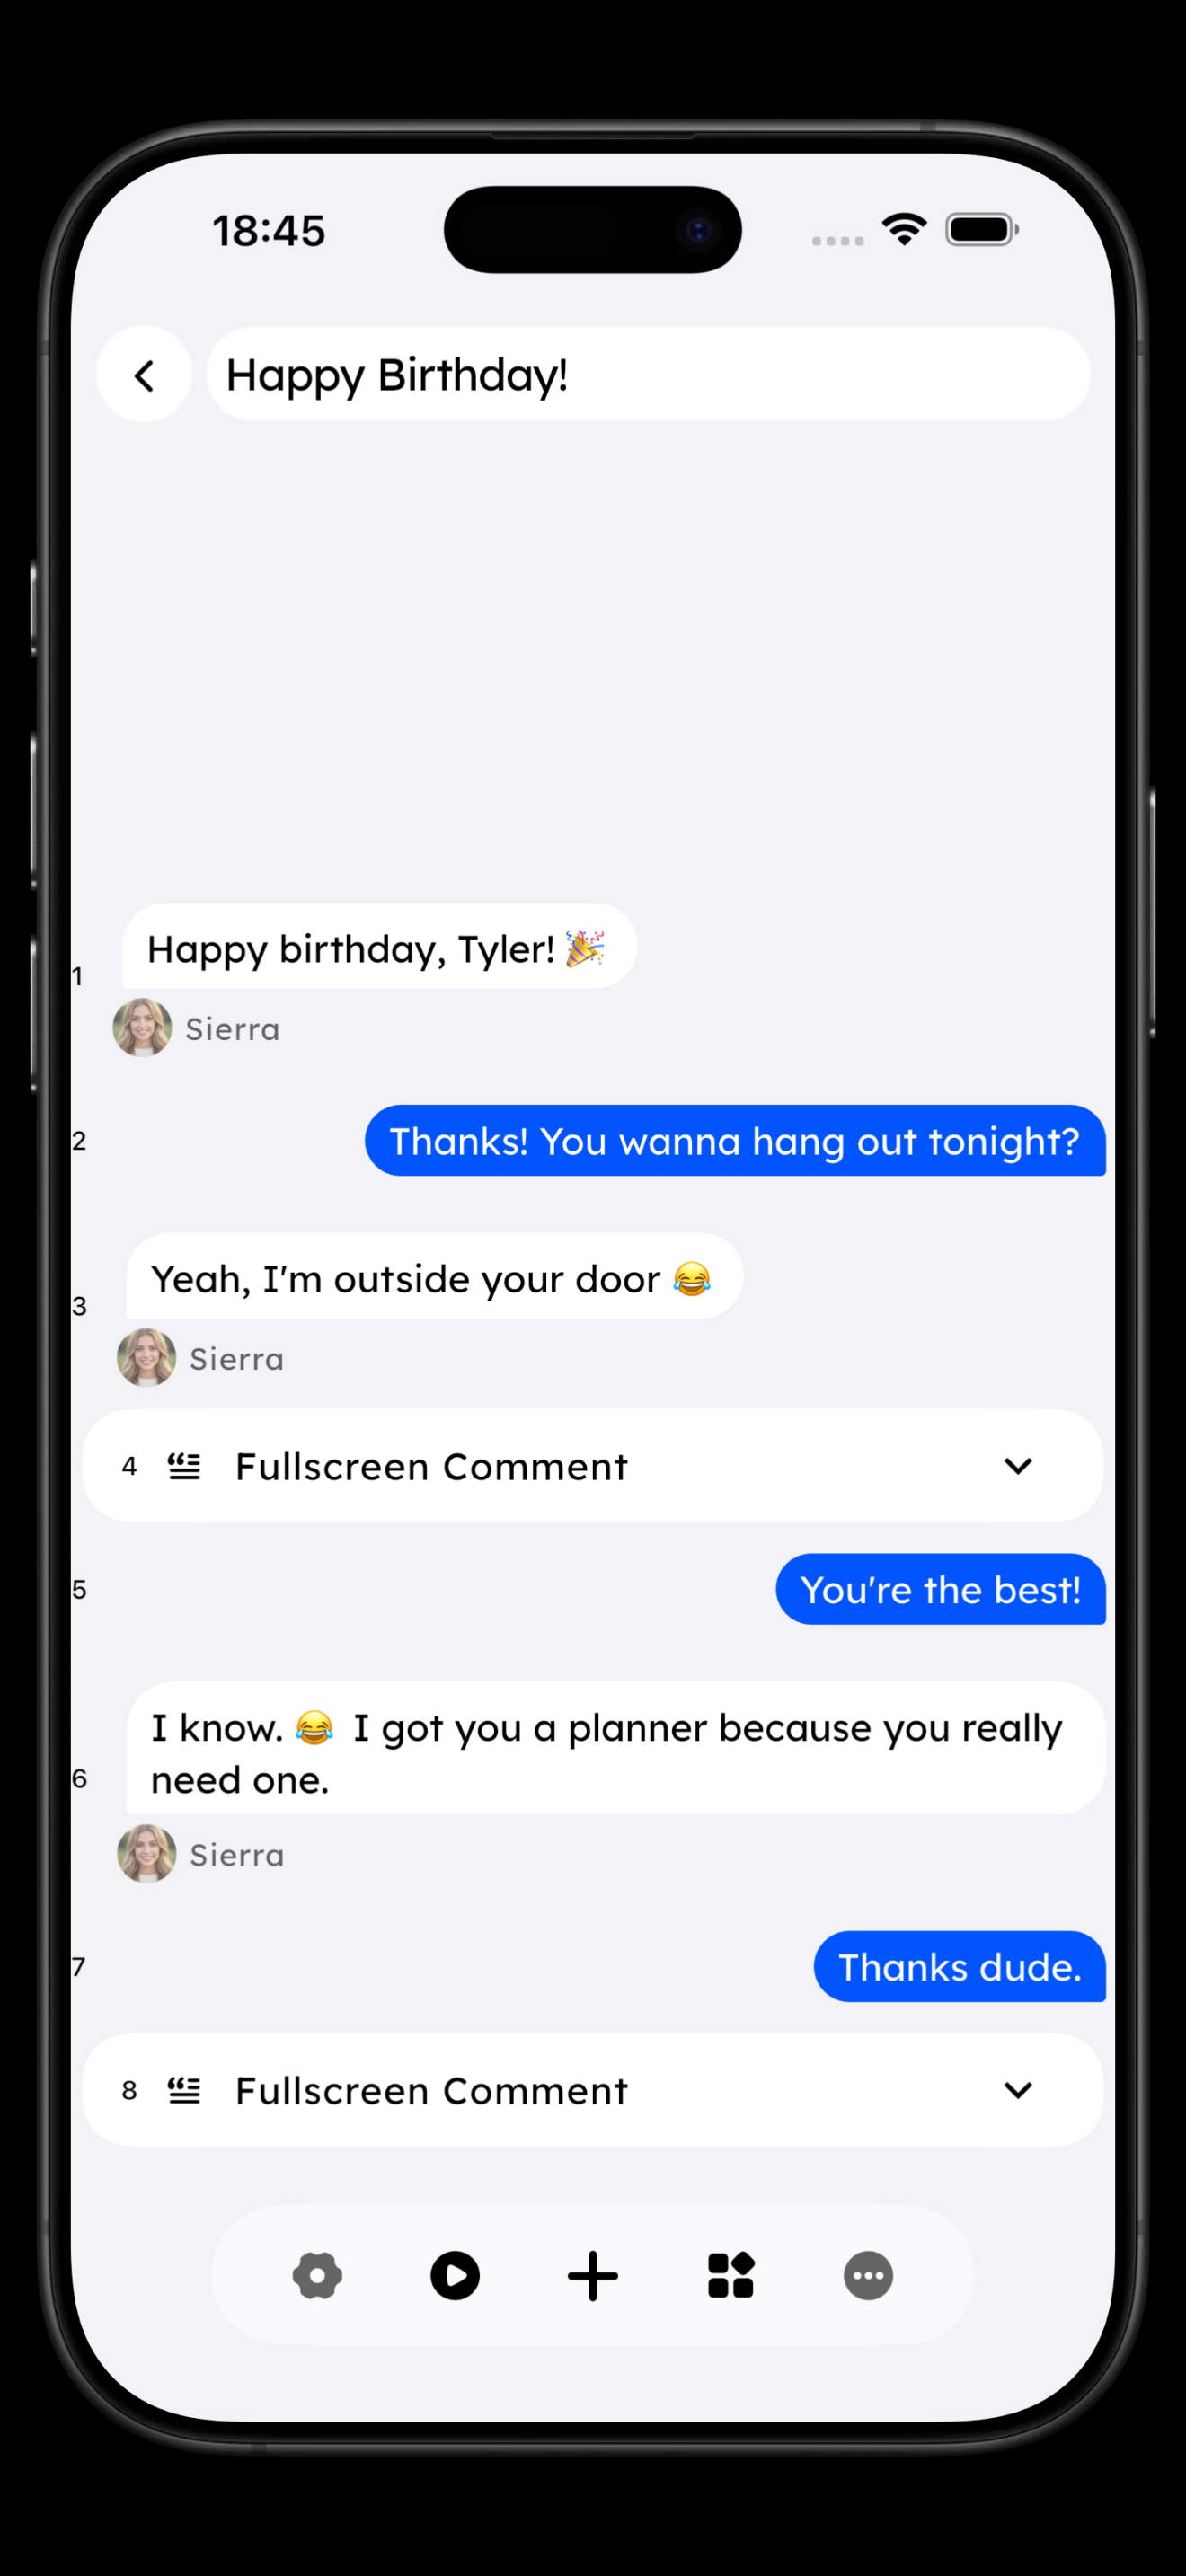 18:45
Happy Birthday!
Happy birthday, Tyler! 🎉
1
Sierra
2
Thanks! You wanna hang out tonight?
Yeah, I'm outside your door 😂
3
Sierra
4 Fullscreen Comment
5
You're the best!
I know. 😂 I got you a planner because you really
need one.
6
Sierra
7
Thanks dude.
8 Fullscreen Comment